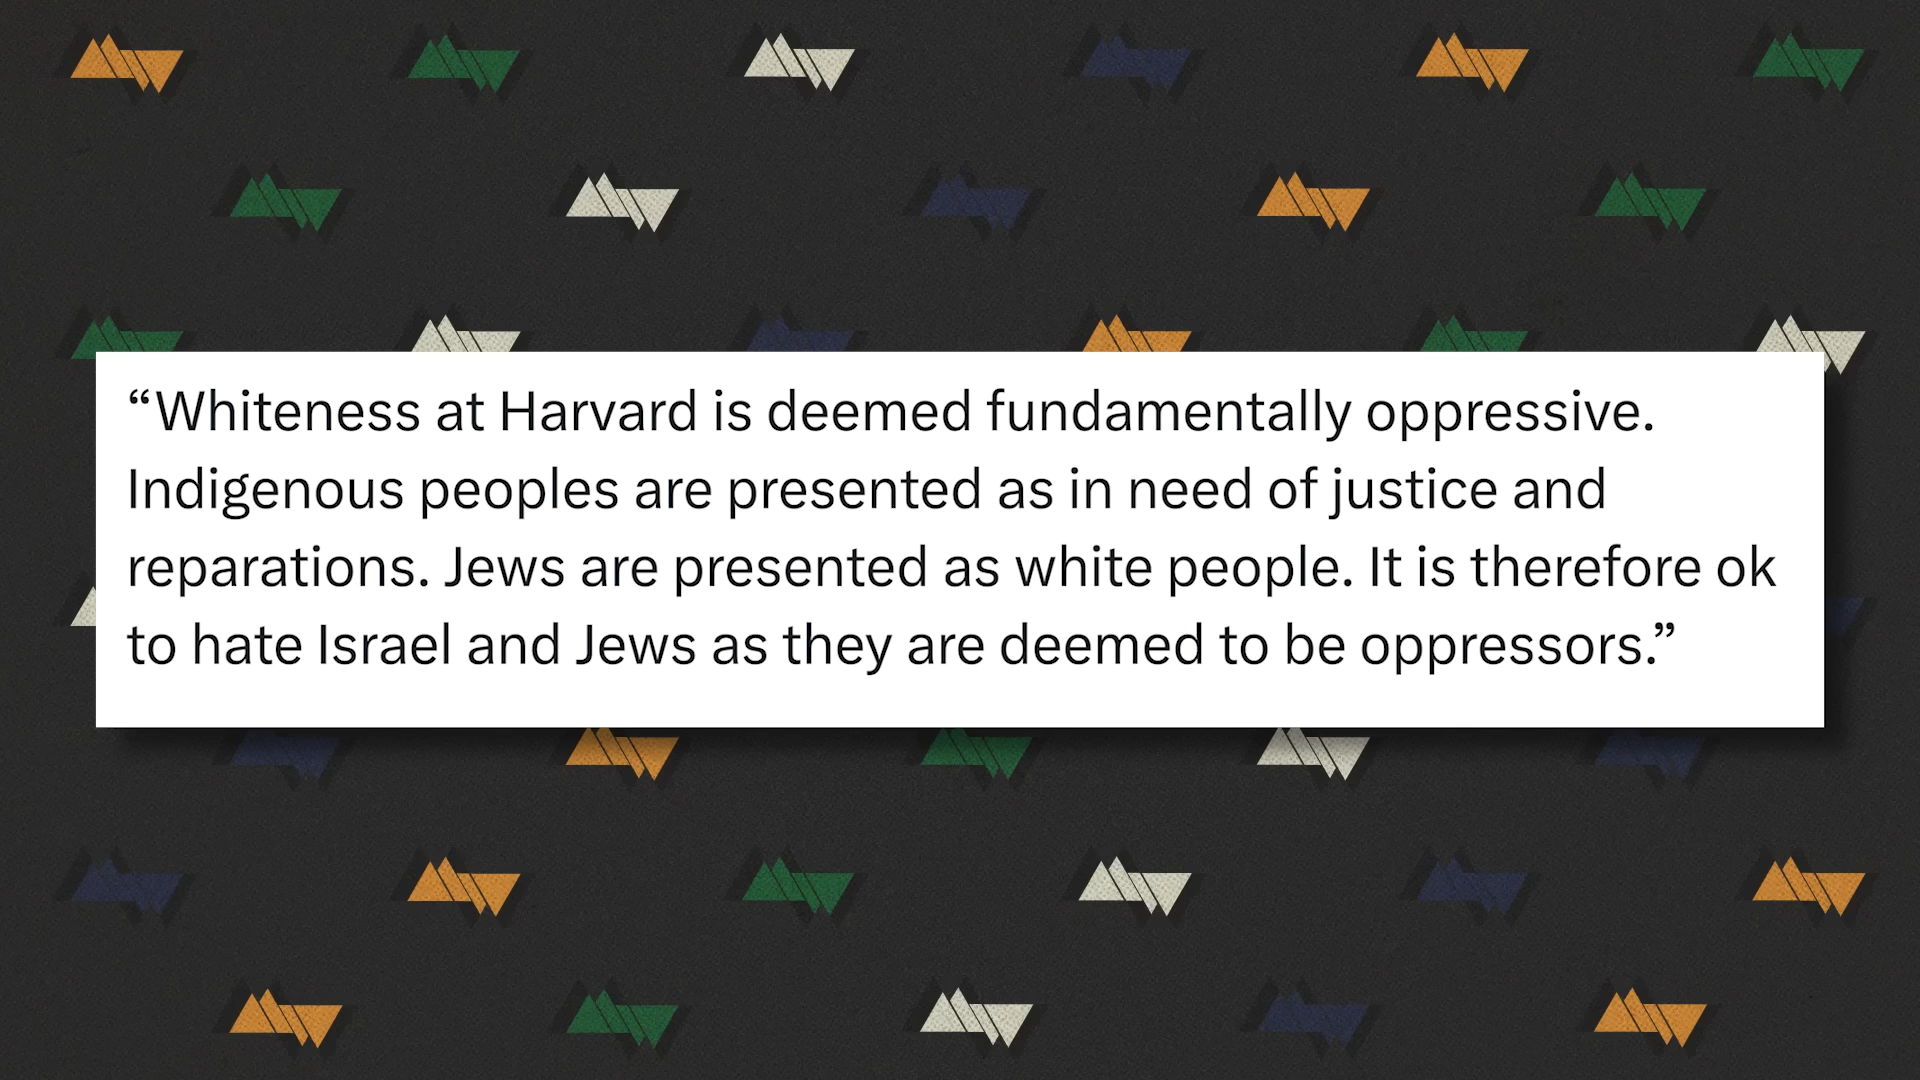 “Whiteness at Harvard is deemed fundamentally oppressive.
Indigenous peoples are presented as in need of justice and
reparations. Jews are presented as white people. It is therefore ok
to hate Israel and Jews as they are deemed to be oppressors.”